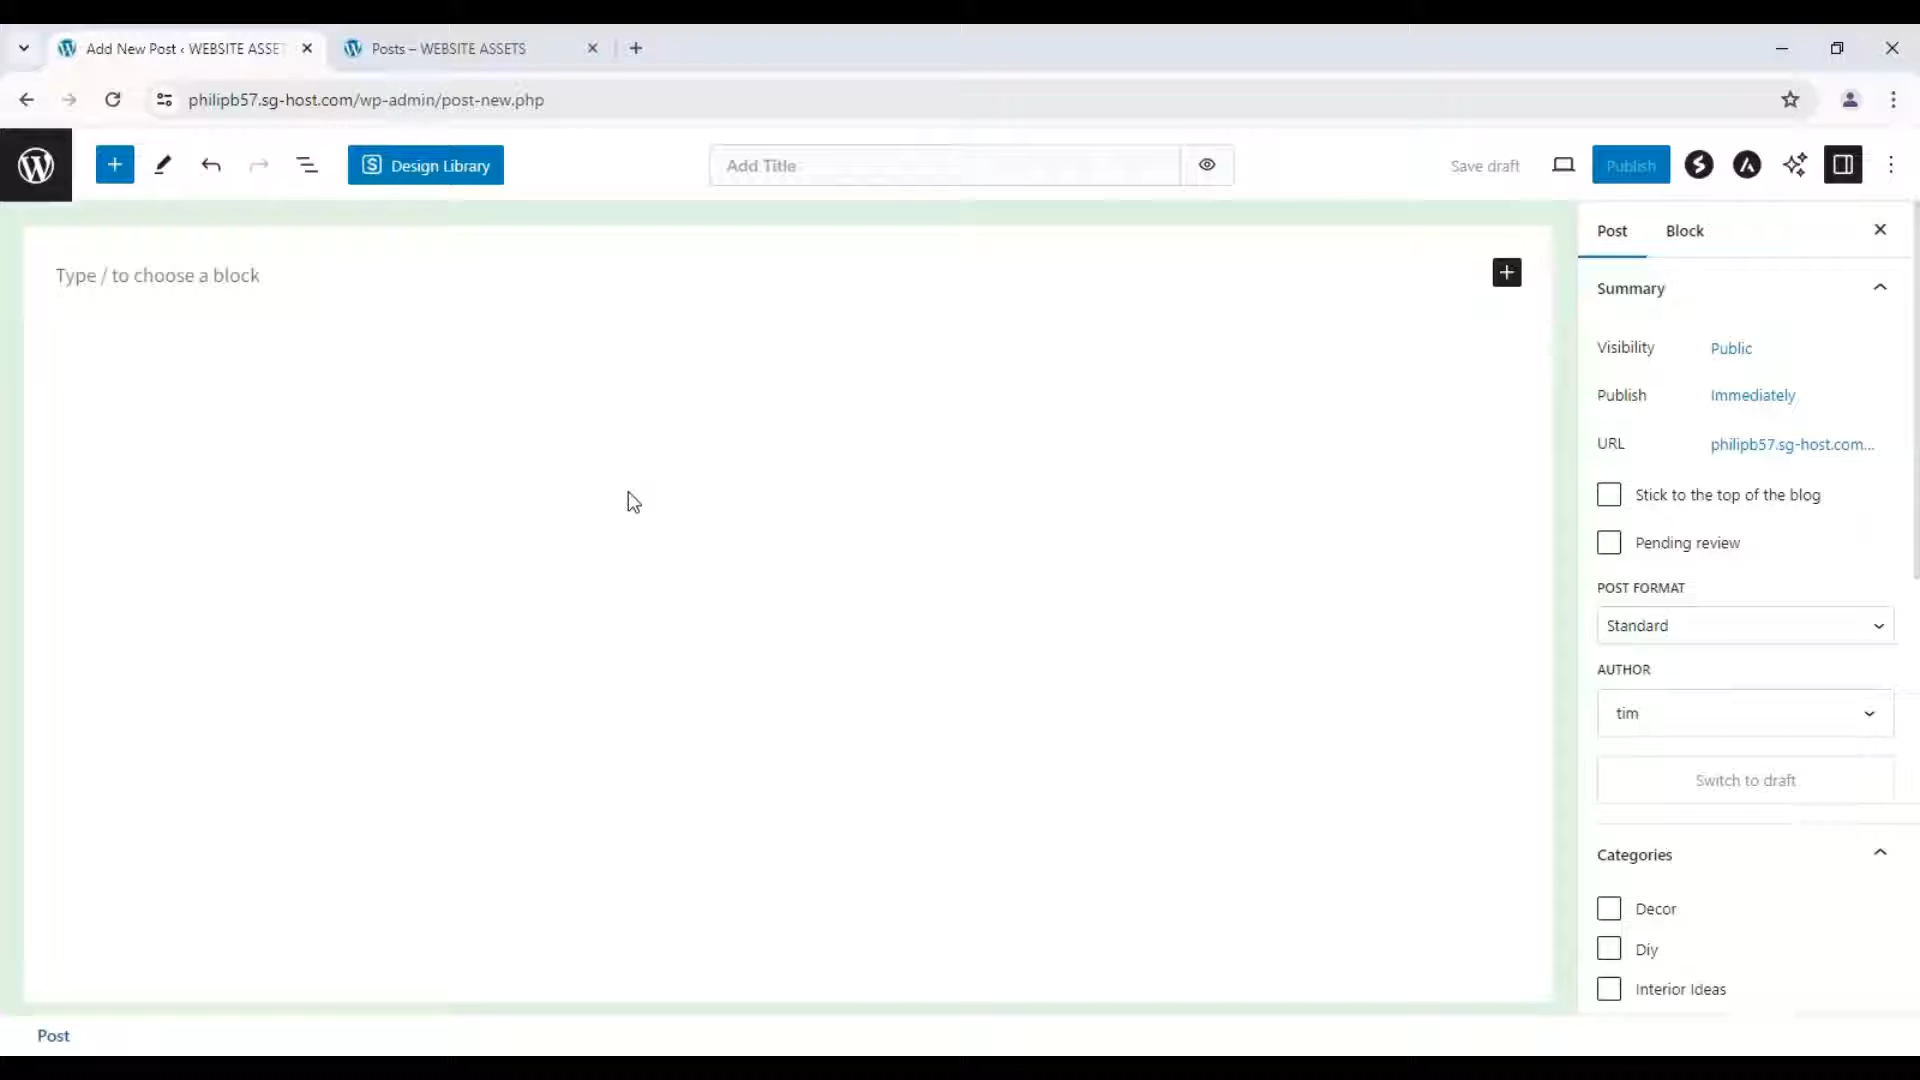 Add New Post ‹ WEBSITE ASSE
Posts – WEBSITE ASSETS
philipb57.sg-host.com/wp-admin/post-new.php
Design Library
Add Title
Save draft
Publish
Post
Block
Type / to choose a block
Summary
Visibility
Public
Publish
Immediately
URL
philipb57.sg-host.com...
Stick to the top of the blog
Pending review
POST FORMAT
Standard
AUTHOR
tim
Switch to draft
Categories
Decor
Diy
Interior Ideas
Post